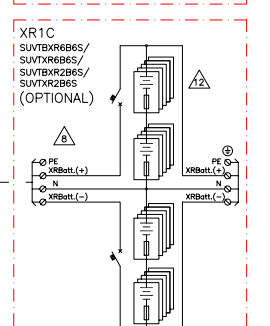 XR1C
SUVTBXR6B6S/
SUVTXR6B6S/
SUVTBXR2B6S/
SUVTXR2B6S
(OPTIONAL)
12
8
PE
XRBatt.(+)
N
XRBatt.(−)
PE
XRBatt.(+)
N
XRBatt.(−)